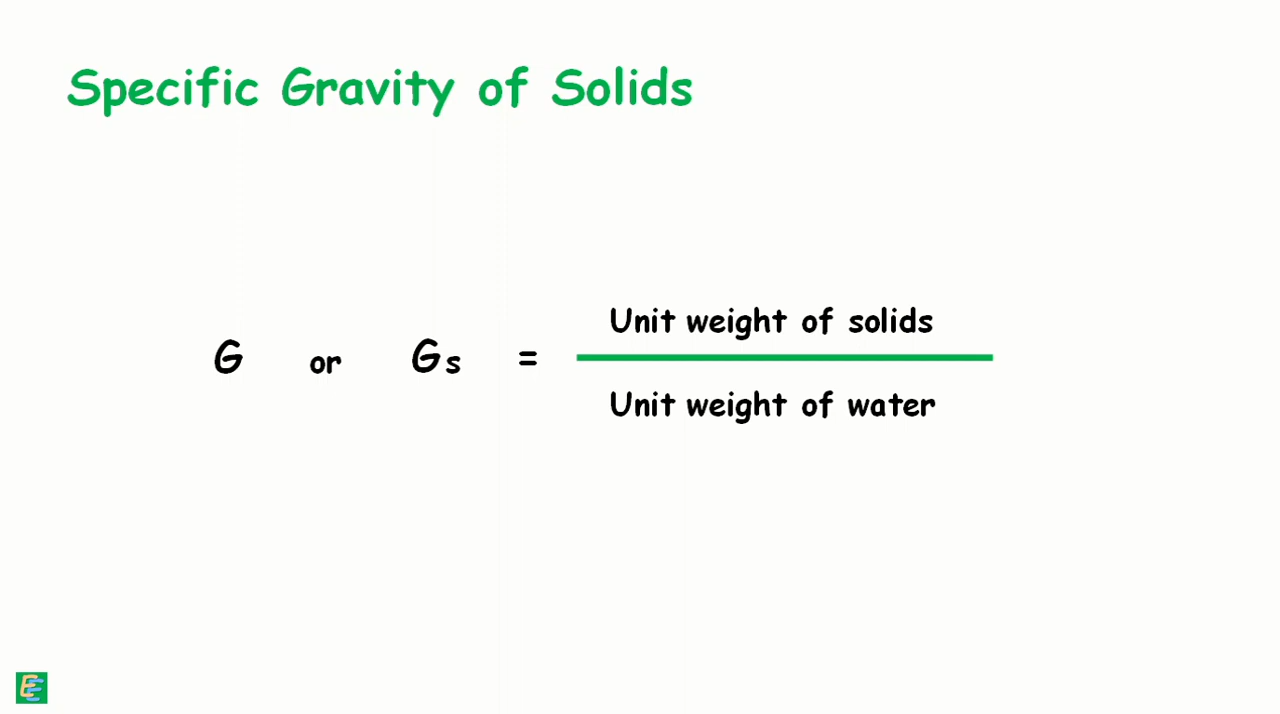 Specific Gravity of Solids
Unit weight of solids
G or Gs =
Unit weight of water